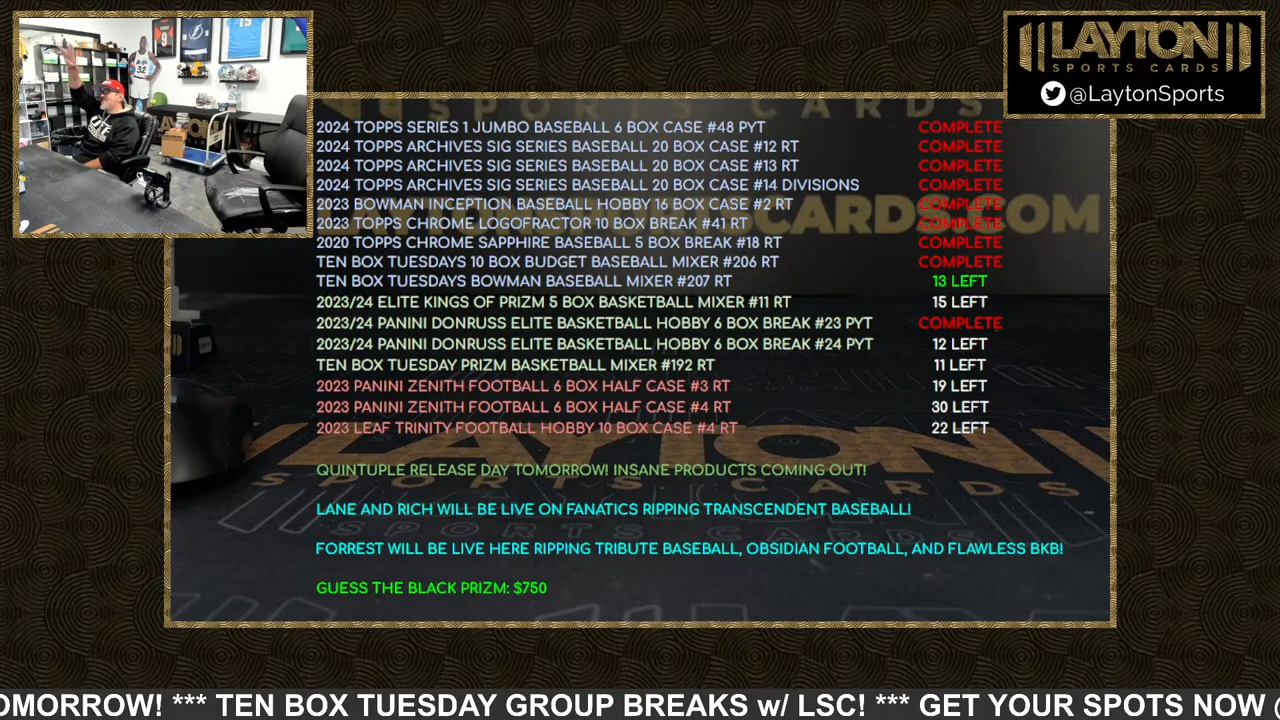 LAYTON
SPORTS CARDS
@LaytonSports
2024 TOPPS SERIES 1 JUMBO BASEBALL 6 BOX CASE #48 PYT COMPLETE
2024 TOPPS ARCHIVES SIG SERIES BASEBALL 20 BOX CASE #12 RT COMPLETE
2024 TOPPS ARCHIVES SIG SERIES BASEBALL 20 BOX CASE #13 RT COMPLETE
2024 TOPPS ARCHIVES SIG SERIES BASEBALL 20 BOX CASE #14 DIVISIONS COMPLETE
2023 BOWMAN INCEPTION BASEBALL HOBBY 16 BOX CASE #2 RT COMPLETE
2023 TOPPS CHROME LOGOFRACTOR 10 BOX BREAK #41 RT COMPLETE
2020 TOPPS CHROME SAPPHIRE BASEBALL 5 BOX BREAK #18 RT COMPLETE
TEN BOX TUESDAYS 10 BOX BUDGET BASEBALL MIXER #206 RT COMPLETE
TEN BOX TUESDAYS BOWMAN BASEBALL MIXER #207 RT 13 LEFT
2023/24 ELITE KINGS OF PRIZM 5 BOX BASKETBALL MIXER #11 RT 15 LEFT
2023/24 PANINI DONRUSS ELITE BASKETBALL HOBBY 6 BOX BREAK #23 PYT COMPLETE
2023/24 PANINI DONRUSS ELITE BASKETBALL HOBBY 6 BOX BREAK #24 PYT 12 LEFT
TEN BOX TUESDAY PRIZM BASKETBALL MIXER #192 RT 11 LEFT
2023 PANINI ZENITH FOOTBALL 6 BOX HALF CASE #3 RT 19 LEFT
2023 PANINI ZENITH FOOTBALL 6 BOX HALF CASE #4 RT 30 LEFT
2023 LEAF TRINITY FOOTBALL HOBBY 10 BOX CASE #4 RT 22 LEFT
QUINTUPLE RELEASE DAY TOMORROW! INSANE PRODUCTS COMING OUT!
LANE AND RICH WILL BE LIVE ON FANATICS RIPPING TRANSCENDENT BASEBALL!
FORREST WILL BE LIVE HERE RIPPING TRIBUTE BASEBALL, OBSIDIAN FOOTBALL, AND FLAWLESS BKB!
GUESS THE BLACK PRIZM: $750
OMORROW! *** TEN BOX TUESDAY GROUP BREAKS w/ LSC! *** GET YOUR SPOTS NOW